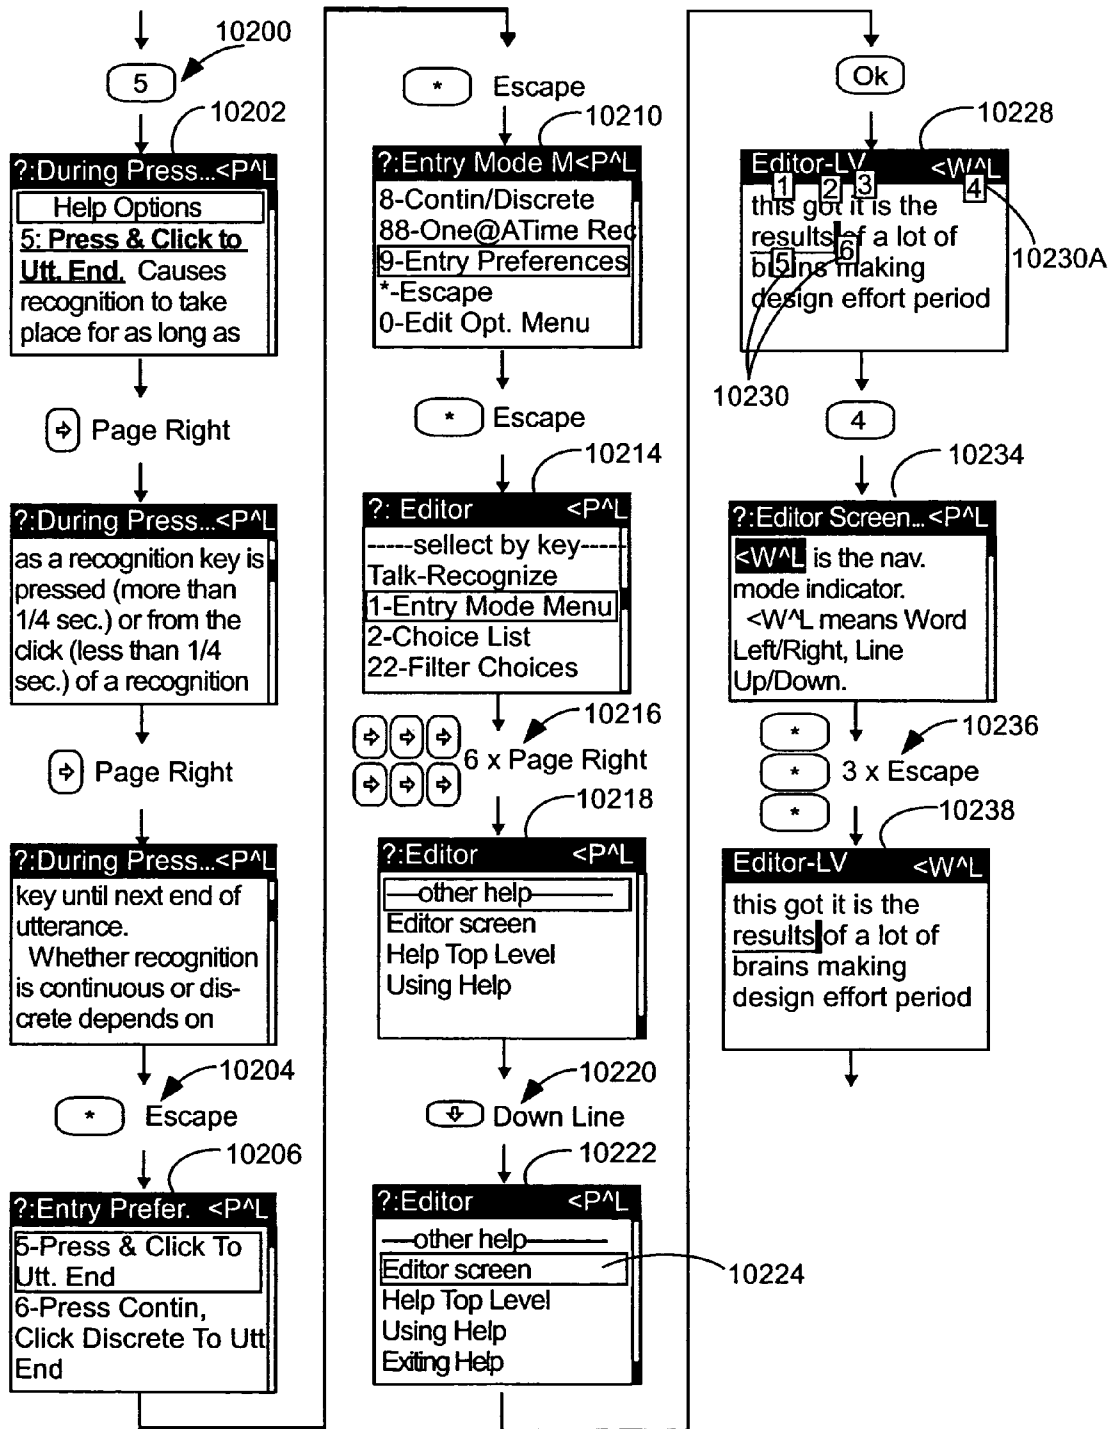 10200
5
10202
?:During Press...<P^L
Help Options
5: Press & Click to
Utt. End. Causes
recognition to take
place for as long as
Page Right
?:During Press...<P^L
as a recognition key is
pressed (more than
1/4 sec.) or from the
click (less than 1/4
sec.) of a recognition
Page Right
?:During Press...<P^L
key until next end of
utterance.
Whether recognition
is continuous or dis-
crete depends on
10204
* Escape
10206
?:Entry Prefer. <P^L
5-Press & Click To
Utt. End
6-Press Contin,
Click Discrete To Utt
End
* Escape
10210
?:Entry Mode M<P^L
8-Contin/Discrete
88-One@ATime Rec
9-Entry Preferences
*-Escape
0-Edit Opt. Menu
* Escape
10214
?: Editor <P^L
-----sellect by key-----
Talk-Recognize
1-Entry Mode Menu
2-Choice List
22-Filter Choices
10216
6 x Page Right
10218
?:Editor <P^L
—other help———
Editor screen
Help Top Level
Using Help
10220
Down Line
10222
?:Editor <P^L
—other help———
Editor screen
10224
Help Top Level
Using Help
Exiting Help
Ok
10228
Editor-LV <W^L
1 2 3 4
this got it is the
results of a lot of
5 6
10230A
brains making
design effort period
10230
4
10234
?:Editor Screen...<P^L
<W^L is the nav.
mode indicator.
<W^L means Word
Left/Right, Line
Up/Down.
10236
*
* 3 x Escape
*
10238
Editor-LV <W^L
this got it is the
results of a lot of
brains making
design effort period